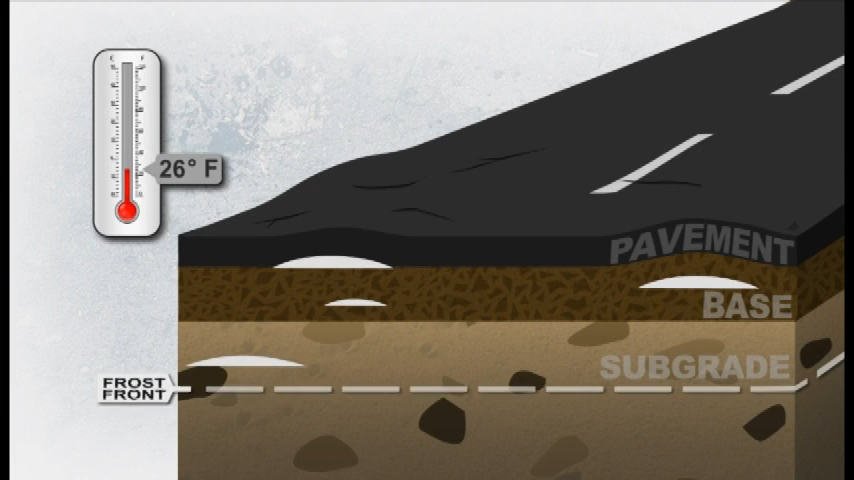 C F
26° F
PAVEMENT
BASE
SUBGRADE
FROST
FRONT